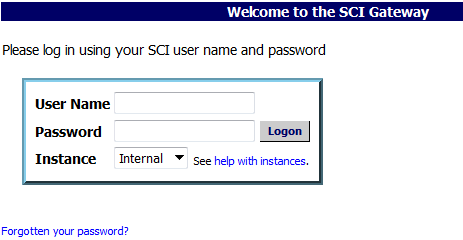 Welcome to the SCI Gateway
Please log in using your SCI user name and password
User Name
Password Logon
Instance Internal See help with instances.
Forgotten your password?